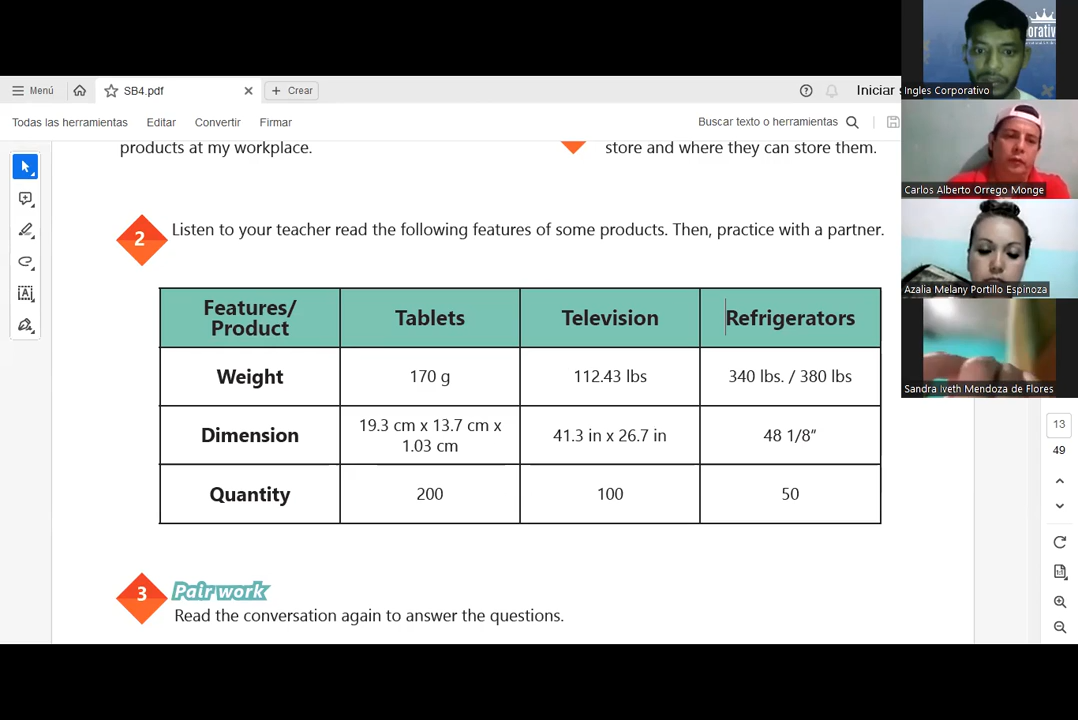 Menú
SB4.pdf
Crear
Iniciar
Todas las herramientas
Editar
Convertir
Firmar
Buscar texto o herramientas
products at my workplace.
store and where they can store them.
2
Listen to your teacher read the following features of some products. Then, practice with a partner.
Features/
Product
Tablets
Television
Refrigerators
Weight
170 g
112.43 lbs
340 lbs. / 380 lbs
Dimension
19.3 cm x 13.7 cm x
1.03 cm
41.3 in x 26.7 in
48 1/8”
Quantity
200
100
50
3
Pair work
Read the conversation again to answer the questions.
Ingles Corporativo
Carlos Alberto Orrego Monge
Azalia Melany Portillo Espinoza
Sandra Iveth Mendoza de Flores
13
49